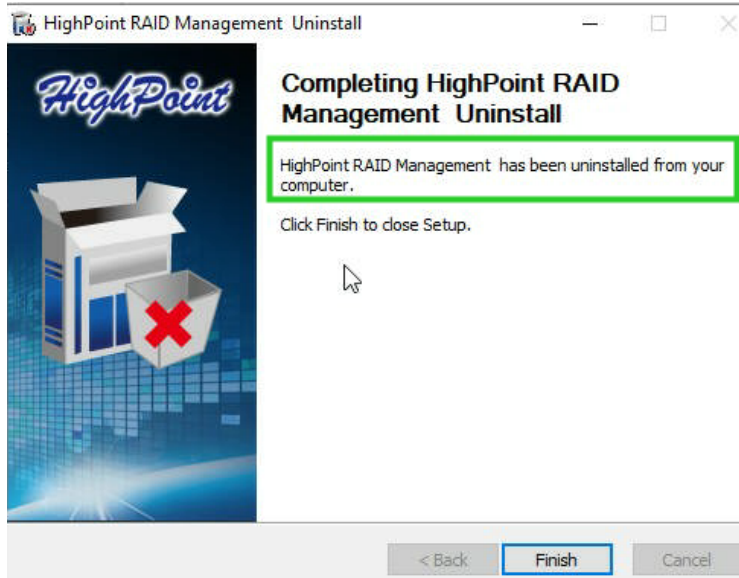 HighPoint RAID Management Uninstall
HighPoint
Completing HighPoint RAID
Management Uninstall
HighPoint RAID Management has been uninstalled from your
computer.
Click Finish to close Setup.
< Back
Finish
Cancel